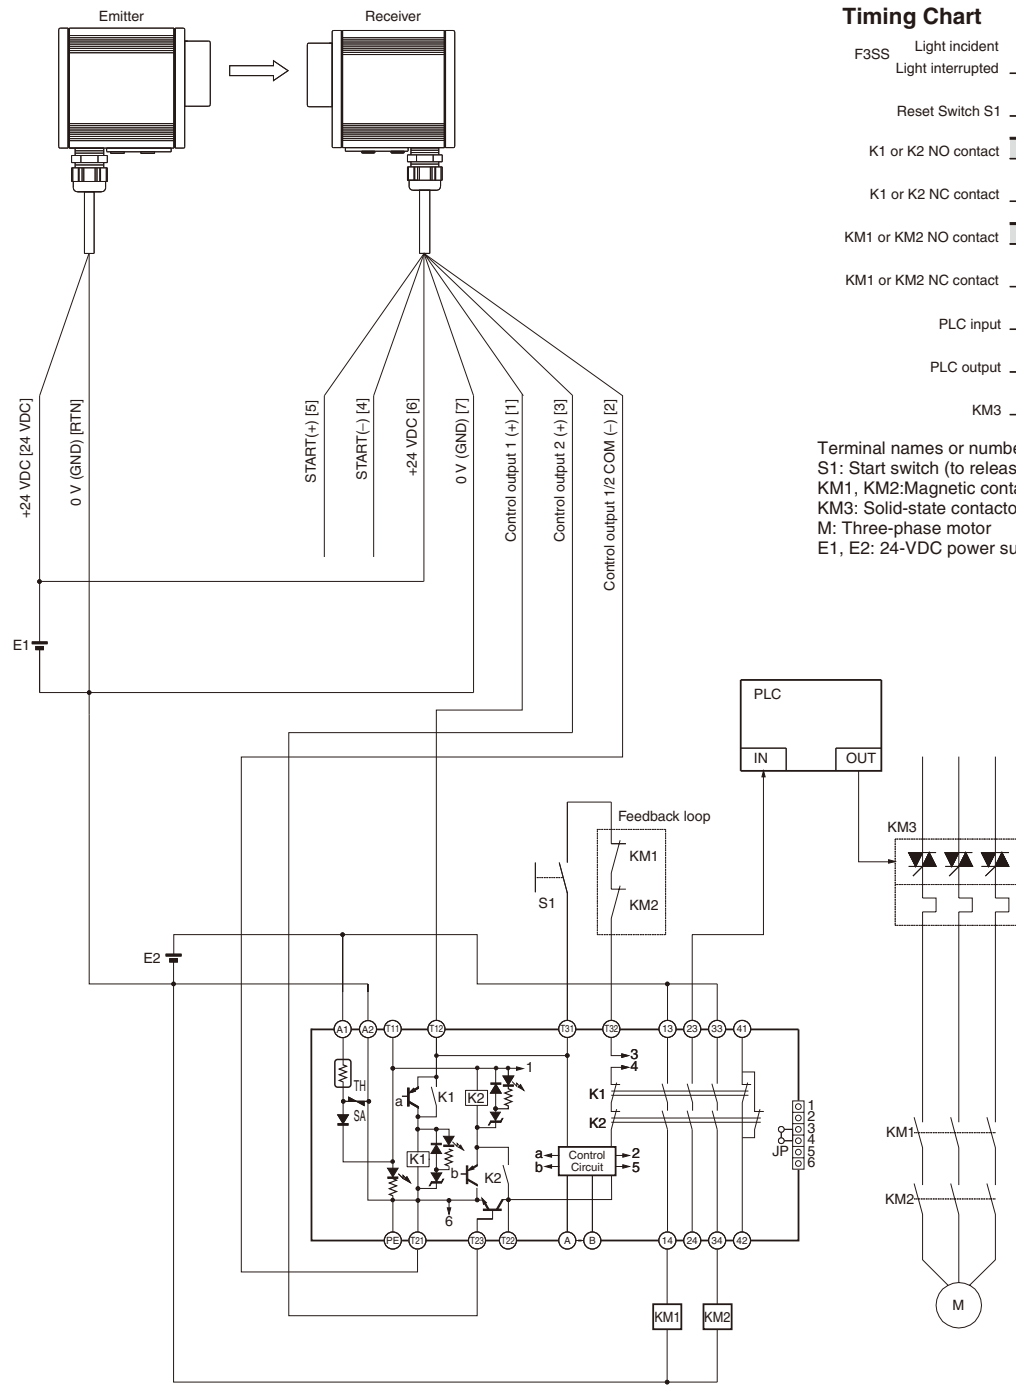 Emitter
Receiver
Timing Chart
F3SS
Light incident
Light interrupted
Reset Switch S1
K1 or K2 NO contact
K1 or K2 NC contact
KM1 or KM2 NO contact
KM1 or KM2 NC contact
PLC input
PLC output
KM3
Terminal names or numbe
S1: Start switch (to releas
KM1, KM2:Magnetic conta
KM3: Solid-state contacto
M: Three-phase motor
E1, E2: 24-VDC power su
+24 VDC [24 VDC]
0 V (GND) [RTN]
START(+) [5]
START(–) [4]
+24 VDC [6]
0 V (GND) [7]
Control output 1 (+) [1]
Control output 2 (+) [3]
Control output 1/2 COM (–) [2]
E1
PLC
IN
OUT
KM3
Feedback loop
KM1
KM2
S1
E2
A1
A2
T11
T12
T31
T32
13
23
33
41
TH
SA
a
K1
K2
1
3
4
K1
K2
K1
b
K2
6
a
b
Control
Circuit
2
5
JP
1
2
3
4
5
6
PE
T21
T23
T22
A
B
14
24
34
42
KM1
KM2
KM1
KM2
M